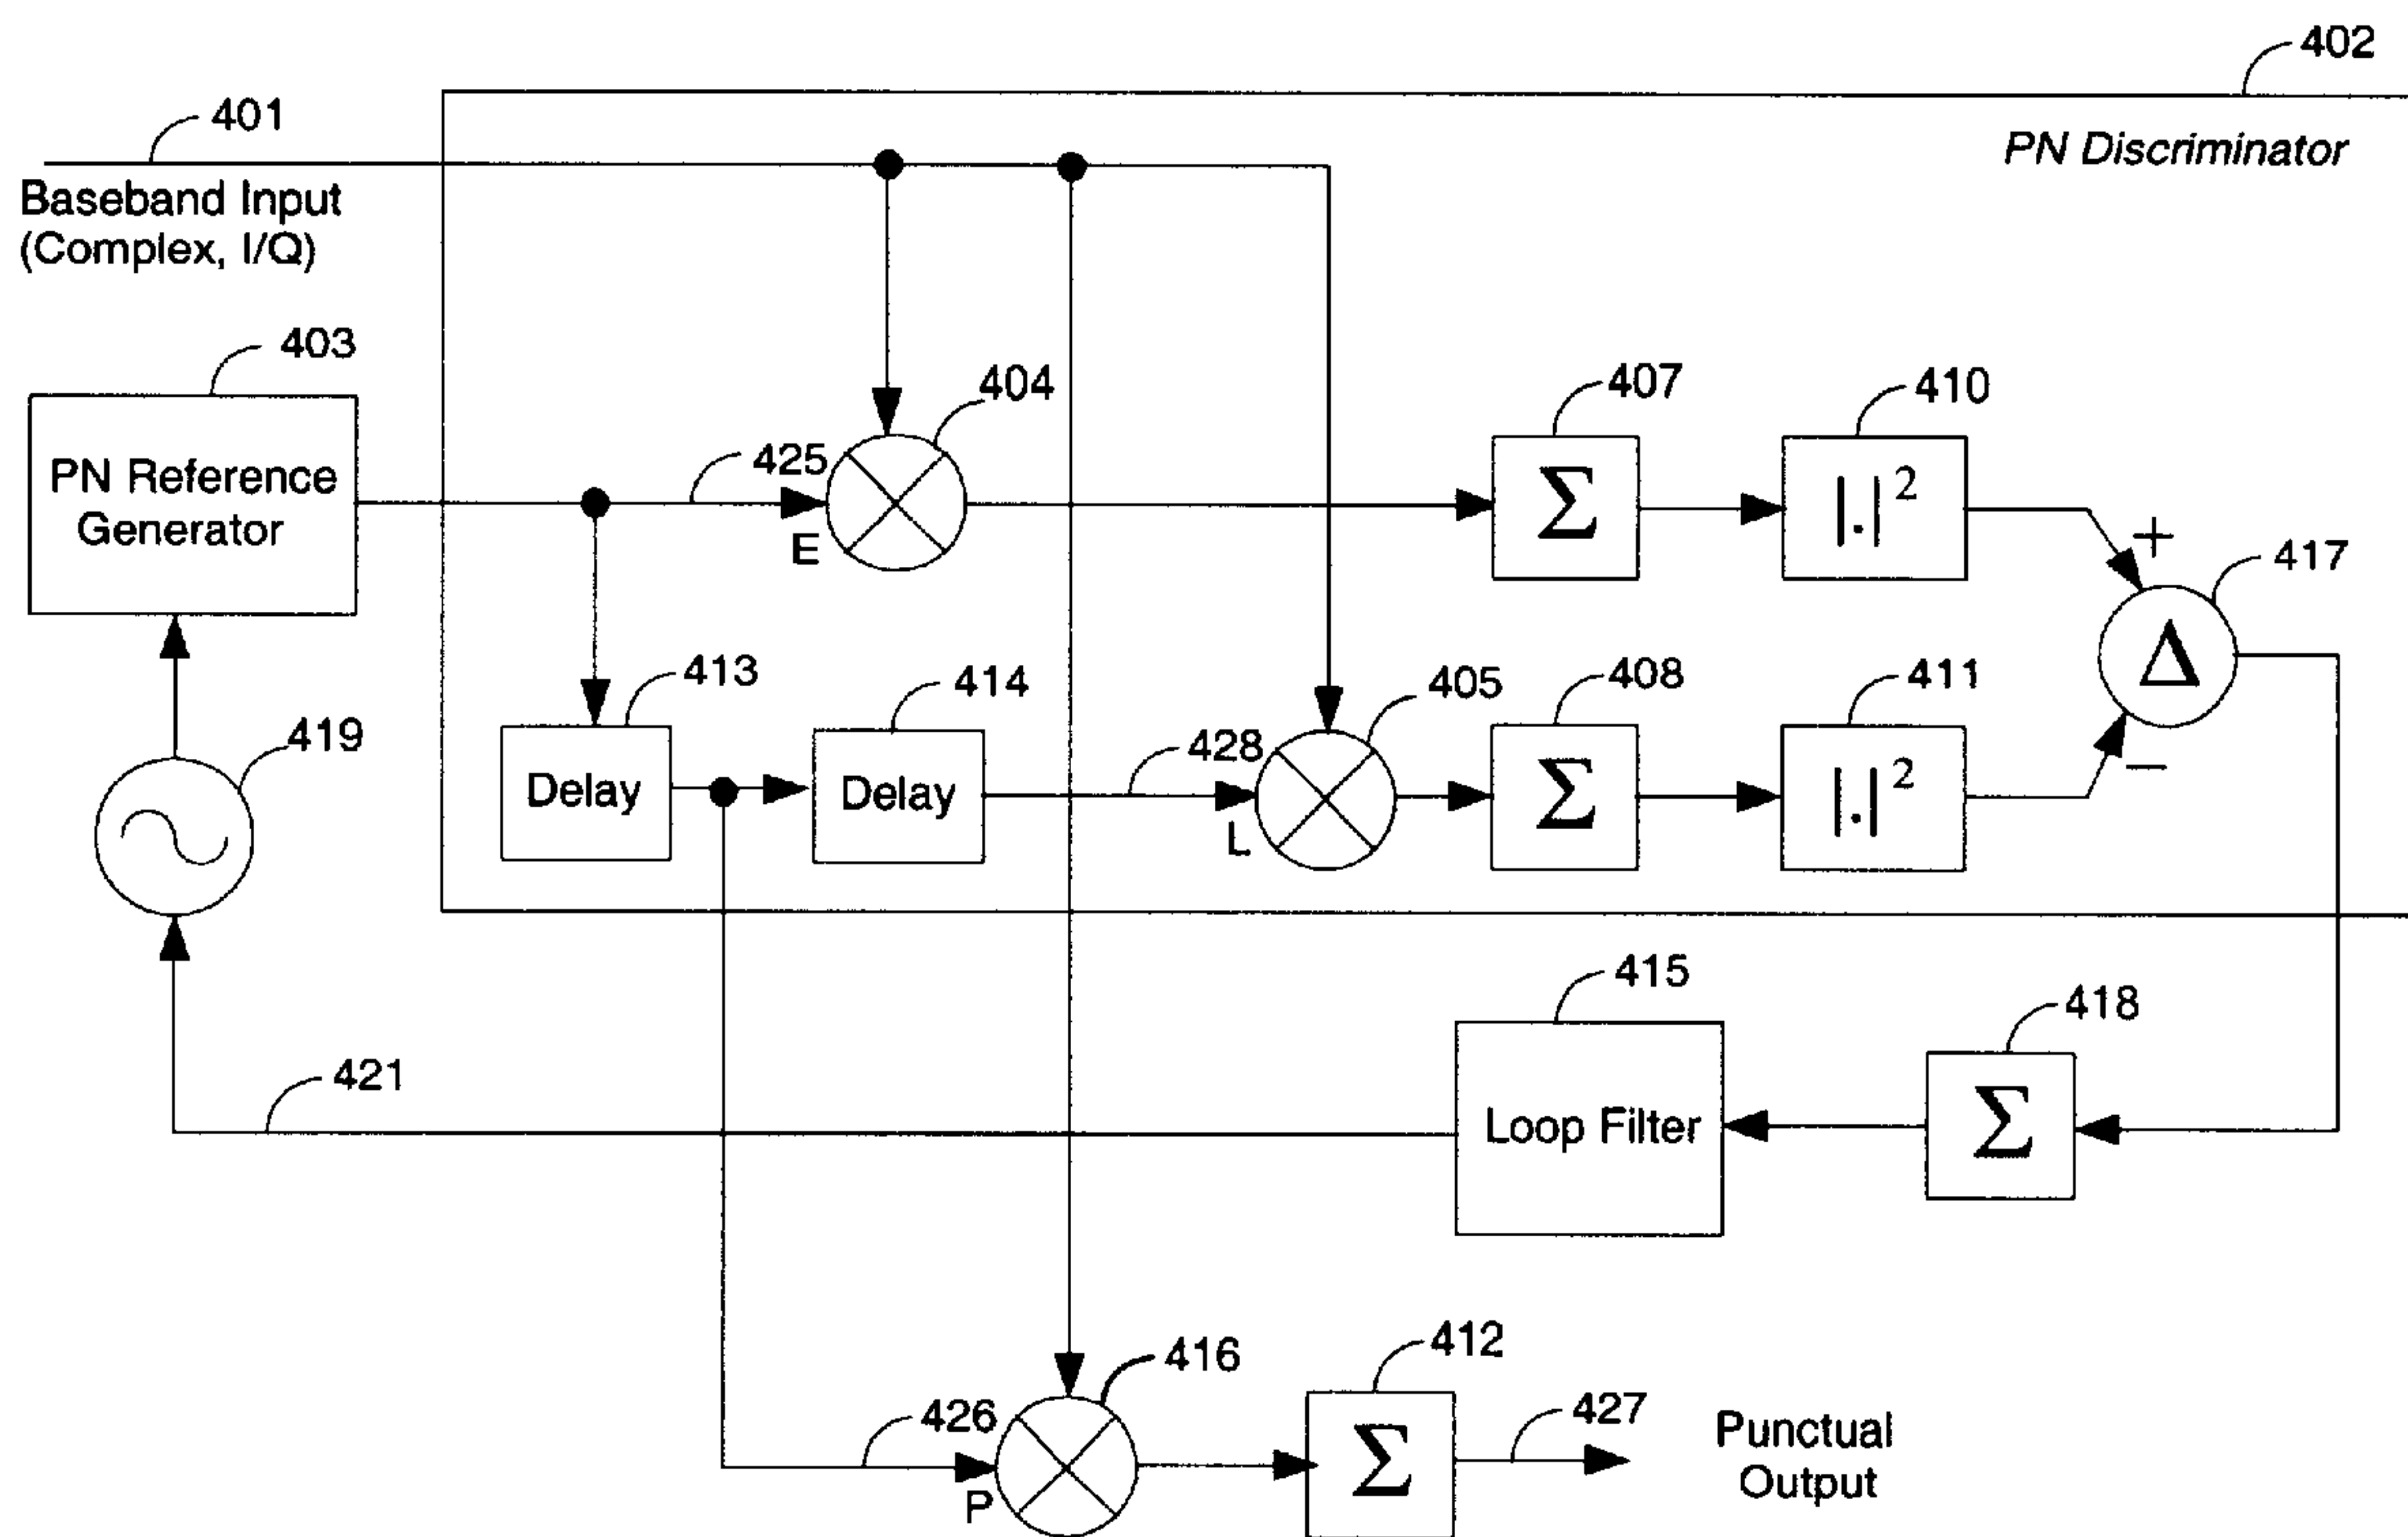 402
401
PN Discriminator
Baseband Input
(Complex, I/Q)
403
404
407
410
PN Reference
Generator
425
E
Σ
|.|²
+
417
Δ
413
414
405
408
411
419
Delay
Delay
428
L
Σ
|.|²
−
415
418
421
Loop Filter
Σ
416
412
426
427
P
Σ
Punctual
Output